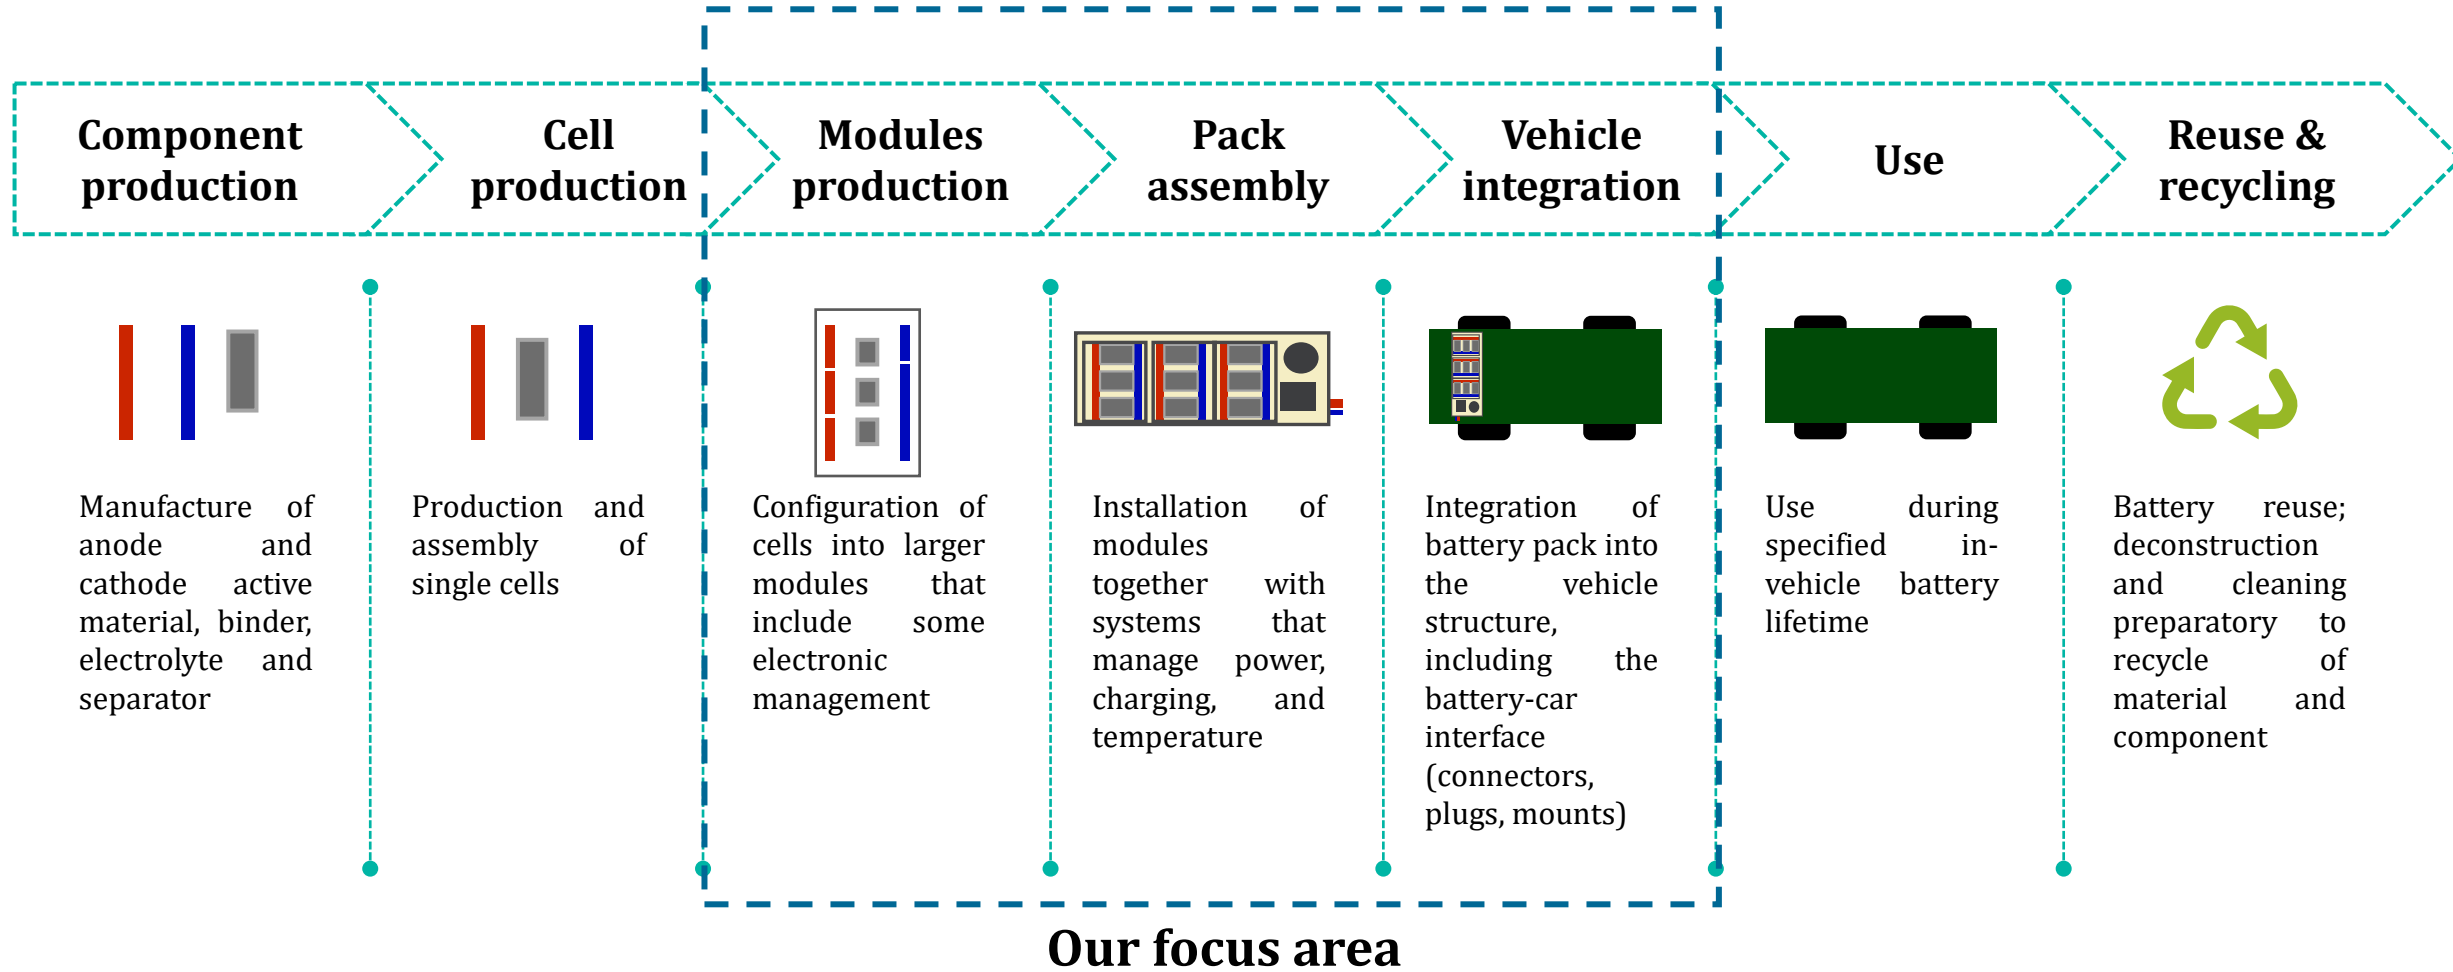 Component
production
Cell
production
Modules
production
Pack
assembly
Vehicle
integration
Use
Reuse &
recycling
Manufacture of
anode and
cathode active
material, binder,
electrolyte and
separator
Production and
assembly of
single cells
Configuration of
cells into larger
modules that
include some
electronic
management
Installation of
modules
together with
systems that
manage power,
charging, and
temperature
Integration of
battery pack into
the vehicle
structure,
including the
battery-car
interface
(connectors,
plugs, mounts)
Use during
specified in-
vehicle battery
lifetime
Battery reuse;
deconstruction
and cleaning
preparatory to
recycle of
material and
component
Our focus area